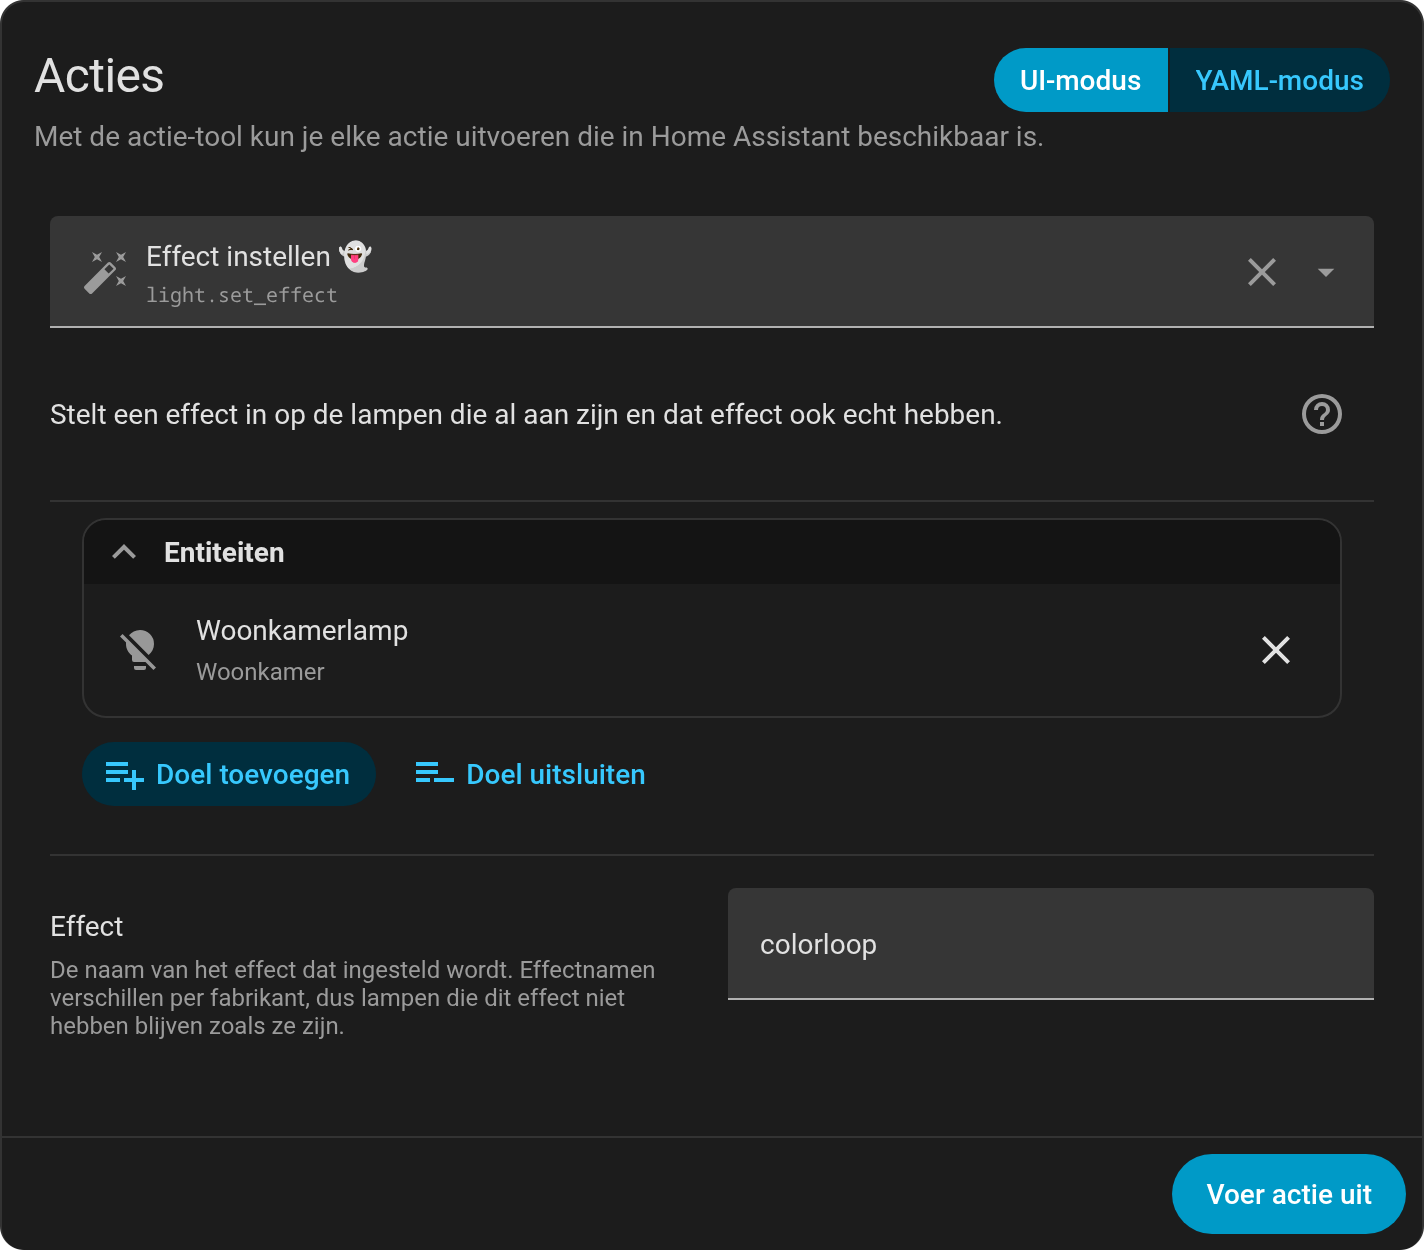 Acties
UI-modus
YAML-modus
Met de actie-tool kun je elke actie uitvoeren die in Home Assistant beschikbaar is.
Effect instellen 👻
light.set_effect
Stelt een effect in op de lampen die al aan zijn en dat effect ook echt hebben.
Entiteiten
Woonkamerlamp
Woonkamer
Doel toevoegen
Doel uitsluiten
Effect
De naam van het effect dat ingesteld wordt. Effectnamen
verschillen per fabrikant, dus lampen die dit effect niet
hebben blijven zoals ze zijn.
colorloop
Voer actie uit